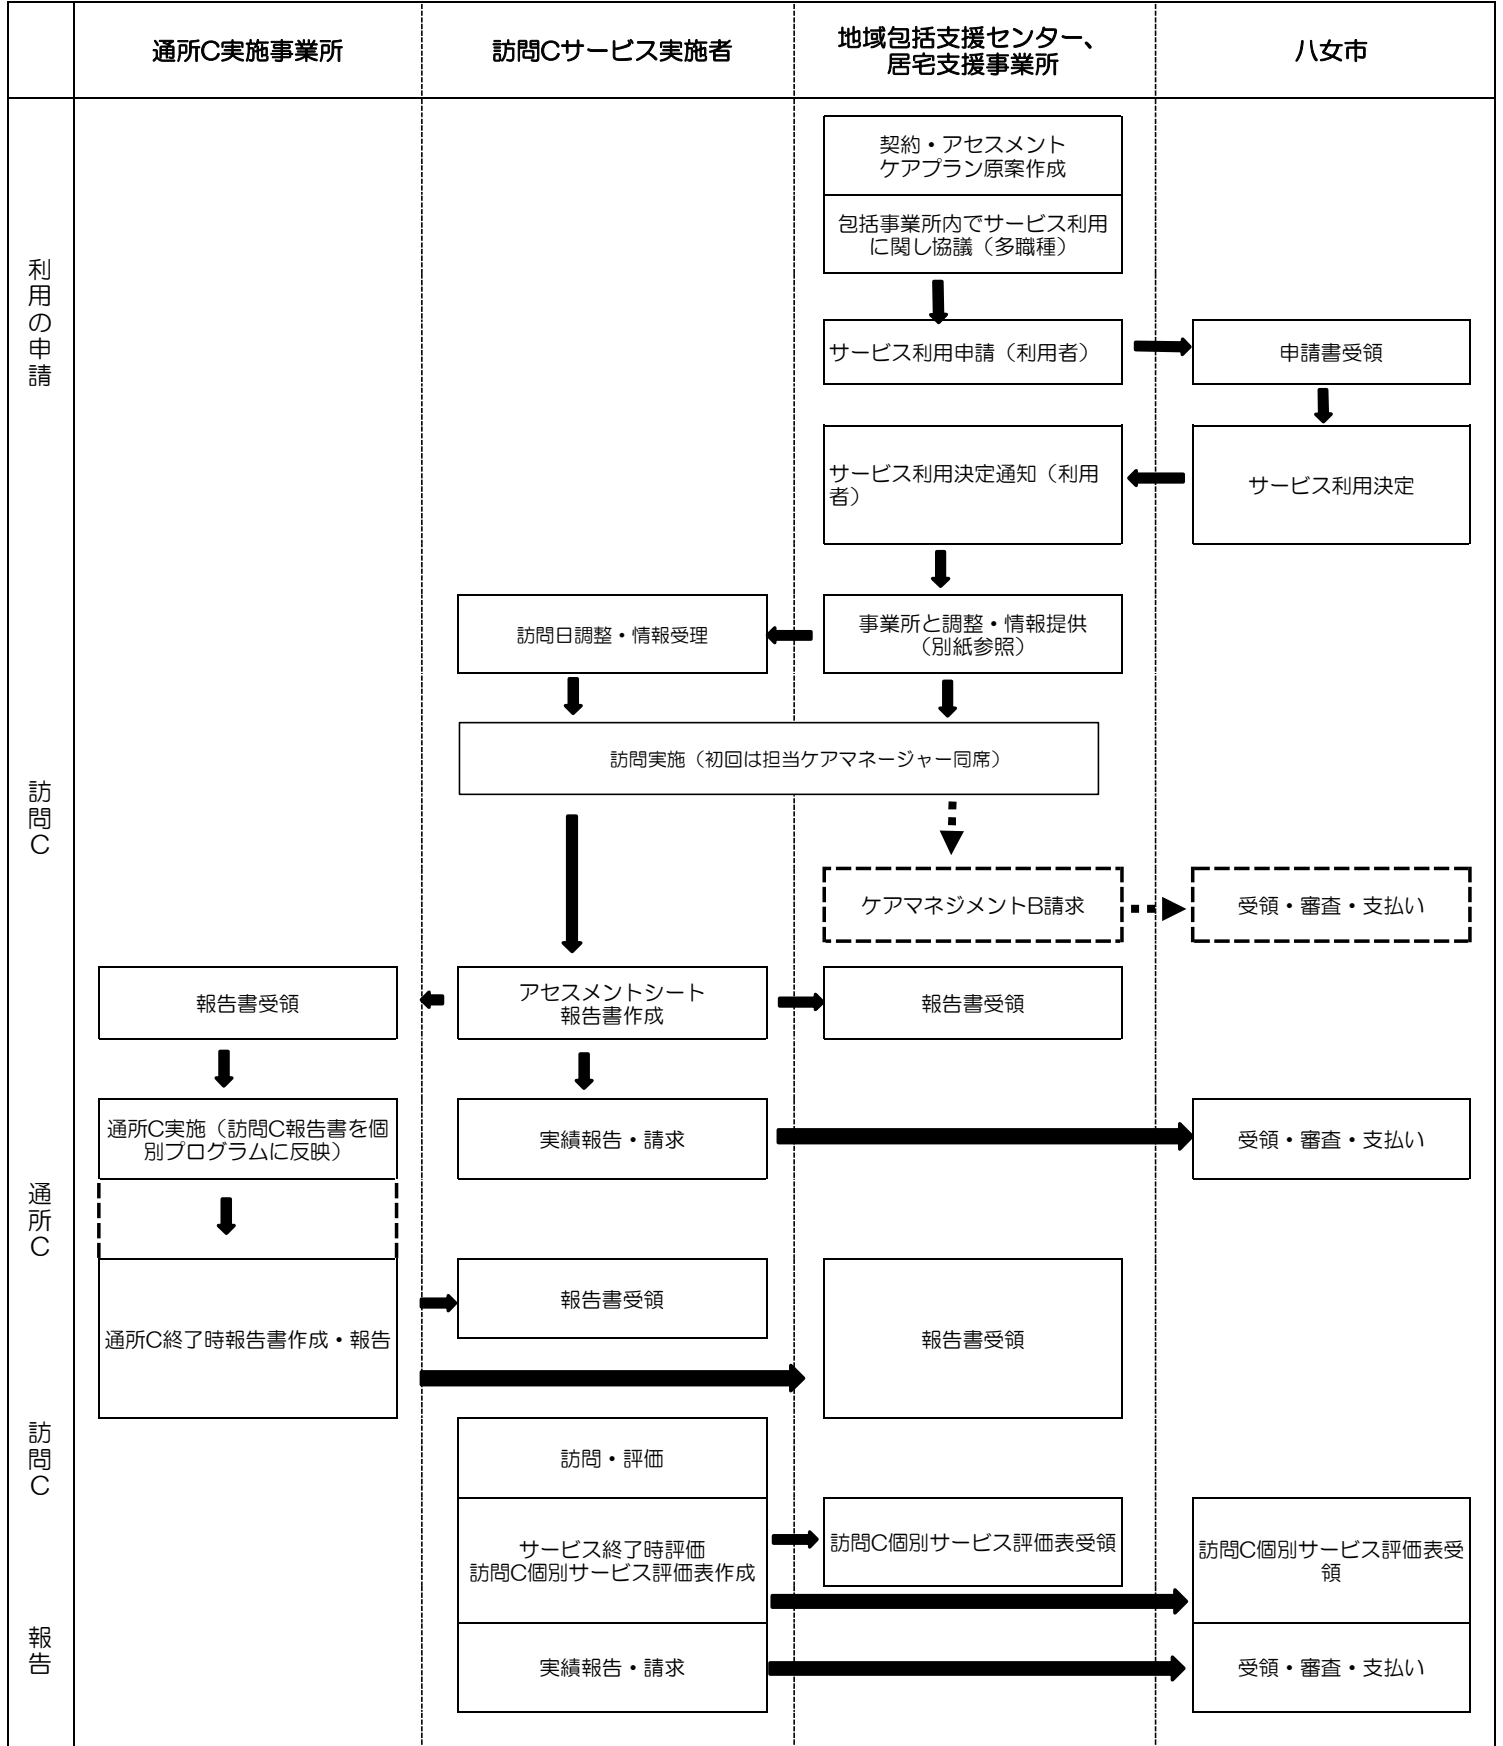 通所C実施事業所
訪問Cサービス実施者
地域包括支援センター、
居宅支援事業所
八女市
利用の申請
契約・アセスメント
ケアプラン原案作成
包括事業所内でサービス利用
に関し協議（多職種）
サービス利用申請（利用者）
申請書受領
サービス利用決定通知（利用
者）
サービス利用決定
訪問日調整・情報受理
事業所と調整・情報提供
（別紙参照）
訪問C
訪問実施（初回は担当ケアマネージャー同席）
ケアマネジメントB請求
受領・審査・支払い
報告書受領
アセスメントシート
報告書作成
報告書受領
通所C
通所C実施（訪問C報告書を個
別プログラムに反映）
実績報告・請求
受領・審査・支払い
通所C終了時報告書作成・報告
報告書受領
報告書受領
訪問C
訪問・評価
サービス終了時評価
訪問C個別サービス評価表作成
訪問C個別サービス評価表受領
訪問C個別サービス評価表受
領
報告
実績報告・請求
受領・審査・支払い